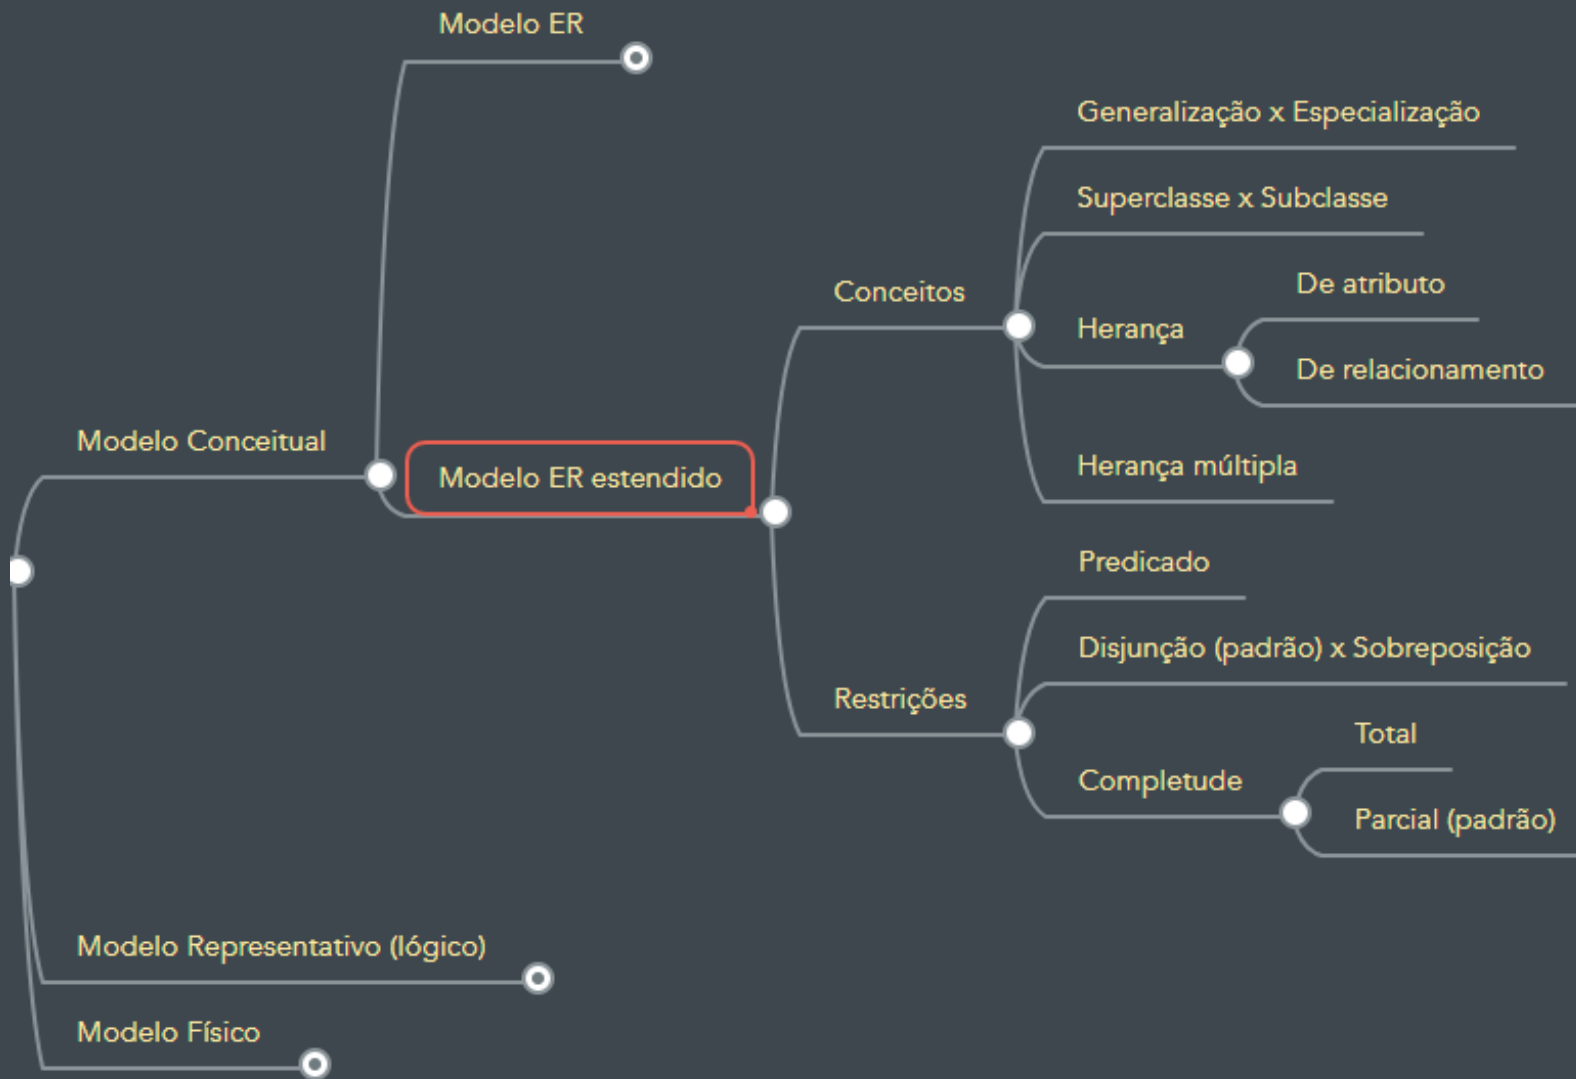 Modelo ER
Generalização x Especialização
Superclasse x Subclasse
De atributo
Conceitos
Herança
De relacionamento
Modelo Conceitual
Herança múltipla
Modelo ER estendido
Predicado
Disjunção (padrão) x Sobreposição
Restrições
Total
Completude
Parcial (padrão)
Modelo Representativo (lógico)
Modelo Físico